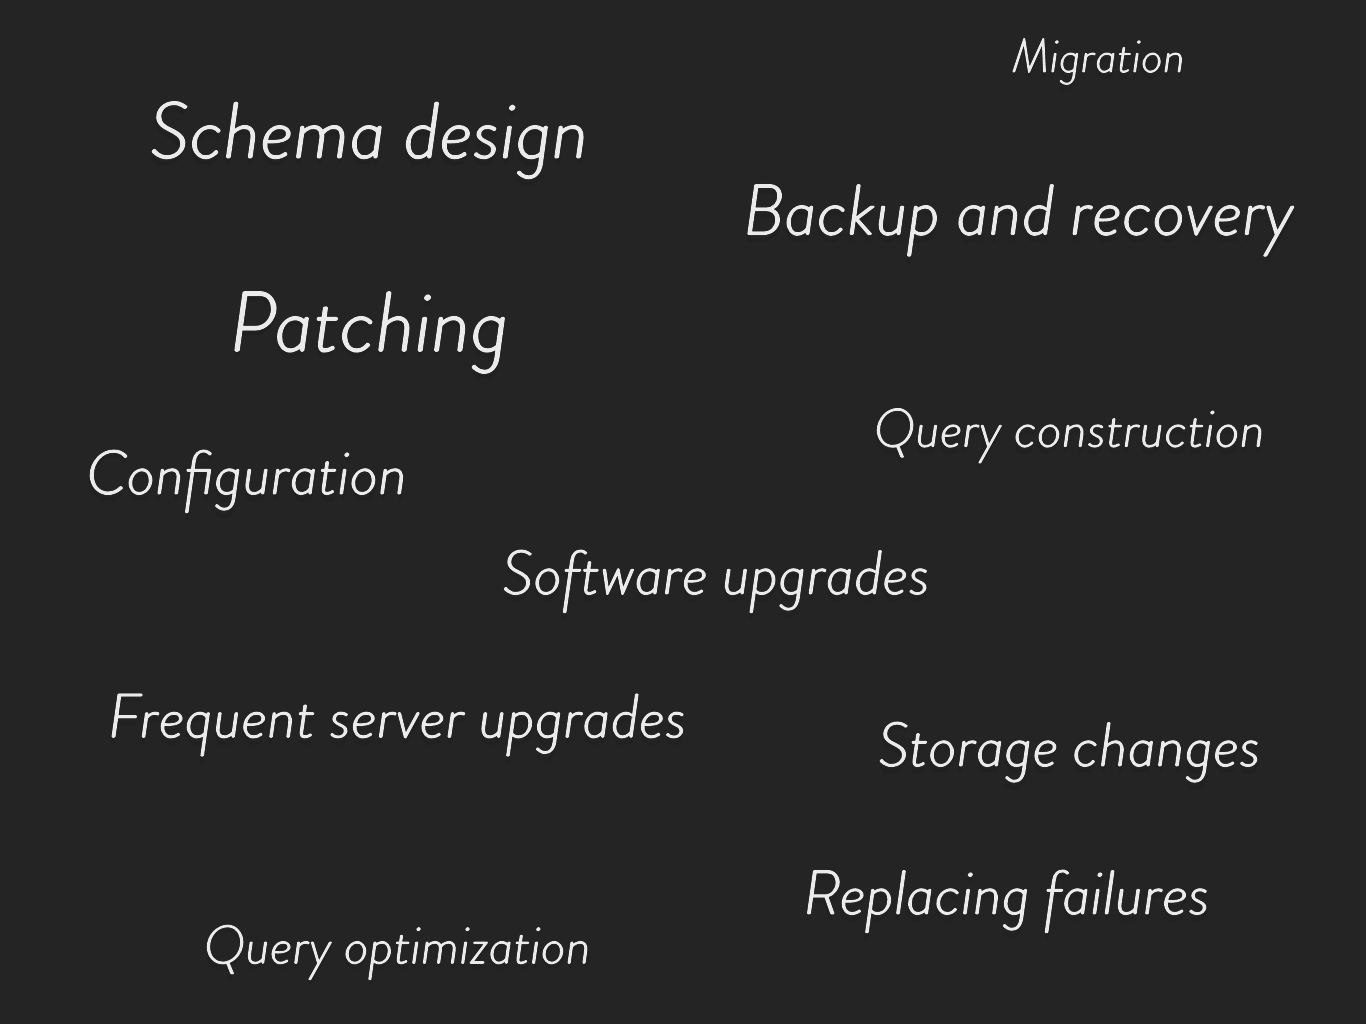 Migration
Schema design
Backup and recovery
Patching
Query construction
Configuration
Software upgrades
Frequent server upgrades
Storage changes
Replacing failures
Query optimization